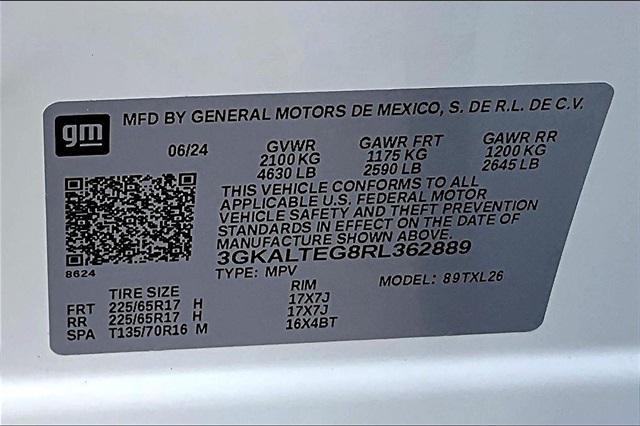 gm
MFD BY GENERAL MOTORS DE MEXICO, S. DE R.L. DE C.V.
06/24 GVWR GAWR FRT GAWR RR
2100 KG 1175 KG 1200 KG
4630 LB 2590 LB 2645 LB
THIS VEHICLE CONFORMS TO ALL
APPLICABLE U.S. FEDERAL MOTOR
VEHICLE SAFETY AND THEFT PREVENTION
STANDARDS IN EFFECT ON THE DATE OF
MANUFACTURE SHOWN ABOVE.
3GKALTEG8RL362889
8624
TYPE: MPV MODEL: 89TXL26
TIRE SIZE RIM
FRT 225/65R17 H 17X7J
RR 225/65R17 H 17X7J
SPA T135/70R16 M 16X4BT